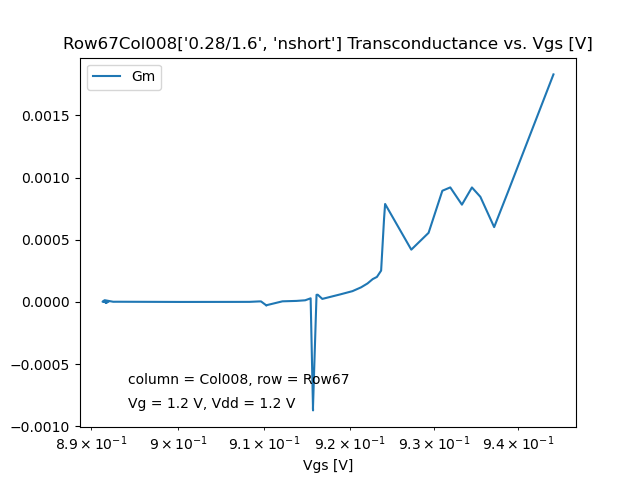 Row67Col008['0.28/1.6', 'nshort'] Transconductance vs. Vgs [V]
Gm
0.0015
0.0010
0.0005
0.0000
−0.0005
−0.0010
column = Col008, row = Row67
Vg = 1.2 V, Vdd = 1.2 V
8.9 × 10⁻¹ 9 × 10⁻¹ 9.1 × 10⁻¹ 9.2 × 10⁻¹ 9.3 × 10⁻¹ 9.4 × 10⁻¹
Vgs [V]